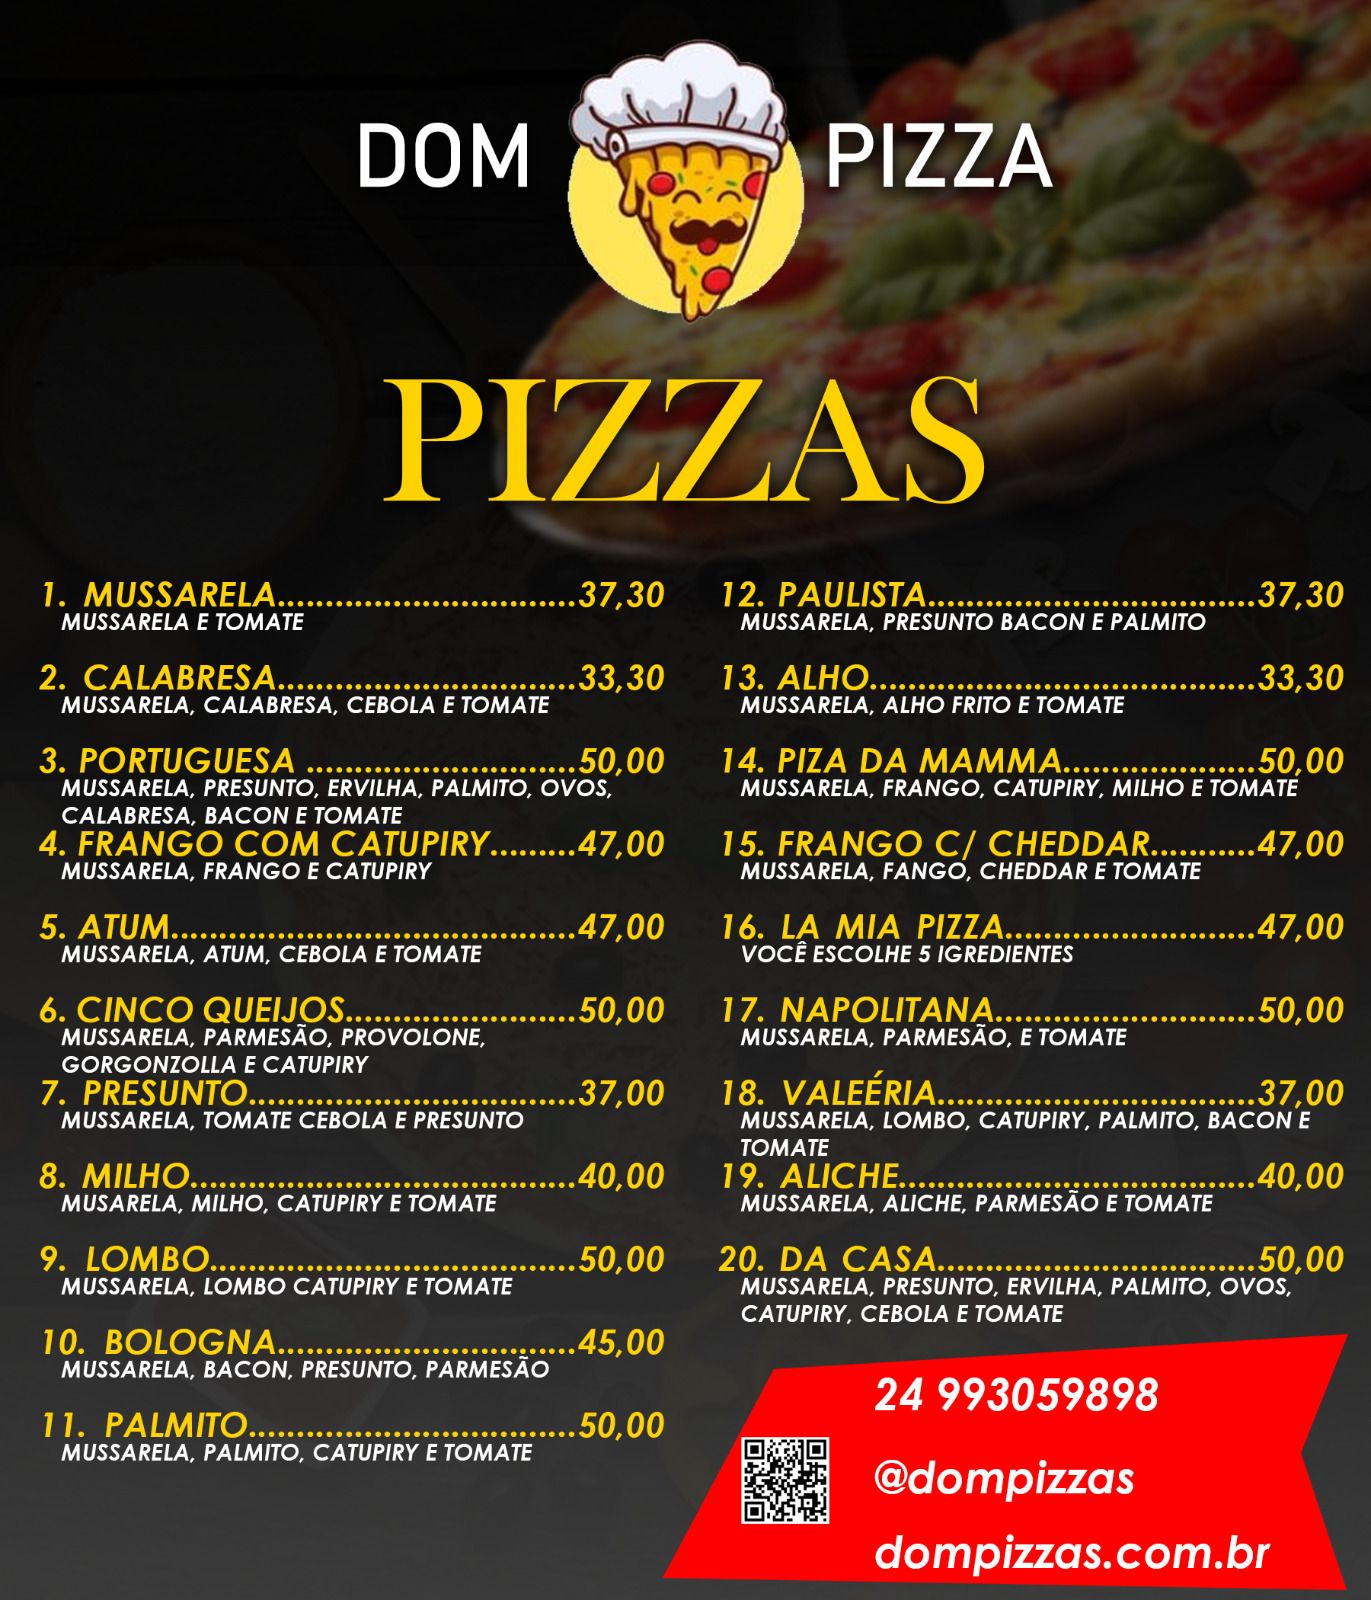 DOM PIZZA
PIZZAS
1. MUSSARELA...............................37,30
MUSSARELA E TOMATE
2. CALABRESA...............................33,30
MUSSARELA, CALABRESA, CEBOLA E TOMATE
3. PORTUGUESA ............................50,00
MUSSARELA, PRESUNTO, ERVILHA, PALMITO, OVOS,
CALABRESA, BACON E TOMATE
4. FRANGO COM CATUPIRY.........47,00
MUSSARELA, FRANGO E CATUPIRY
5. ATUM..........................................47,00
MUSSARELA, ATUM, CEBOLA E TOMATE
6. CINCO QUEIJOS........................50,00
MUSSARELA, PARMESÃO, PROVOLONE,
GORGONZOLLA E CATUPIRY
7. PRESUNTO..................................37,00
MUSSARELA, TOMATE CEBOLA E PRESUNTO
8. MILHO........................................40,00
MUSARELA, MILHO, CATUPIRY E TOMATE
9. LOMBO......................................50,00
MUSSARELA, LOMBO CATUPIRY E TOMATE
10. BOLOGNA...............................45,00
MUSSARELA, BACON, PRESUNTO, PARMESÃO
11. PALMITO..................................50,00
MUSSARELA, PALMITO, CATUPIRY E TOMATE
12. PAULISTA..................................37,30
MUSSARELA, PRESUNTO BACON E PALMITO
13. ALHO........................................33,30
MUSSARELA, ALHO FRITO E TOMATE
14. PIZA DA MAMMA....................50,00
MUSSARELA, FRANGO, CATUPIRY, MILHO E TOMATE
15. FRANGO C/ CHEDDAR...........47,00
MUSSARELA, FANGO, CHEDDAR E TOMATE
16. LA MIA PIZZA..........................47,00
VOCÊ ESCOLHE 5 IGREDIENTES
17. NAPOLITANA...........................50,00
MUSSARELA, PARMESÃO, E TOMATE
18. VALEÉRIA.................................37,00
MUSSARELA, LOMBO, CATUPIRY, PALMITO, BACON E
TOMATE
19. ALICHE.....................................40,00
MUSSARELA, ALICHE, PARMESÃO E TOMATE
20. DA CASA.................................50,00
MUSSARELA, PRESUNTO, ERVILHA, PALMITO, OVOS,
CATUPIRY, CEBOLA E TOMATE
24 993059898
@dompizzas
dompizzas.com.br